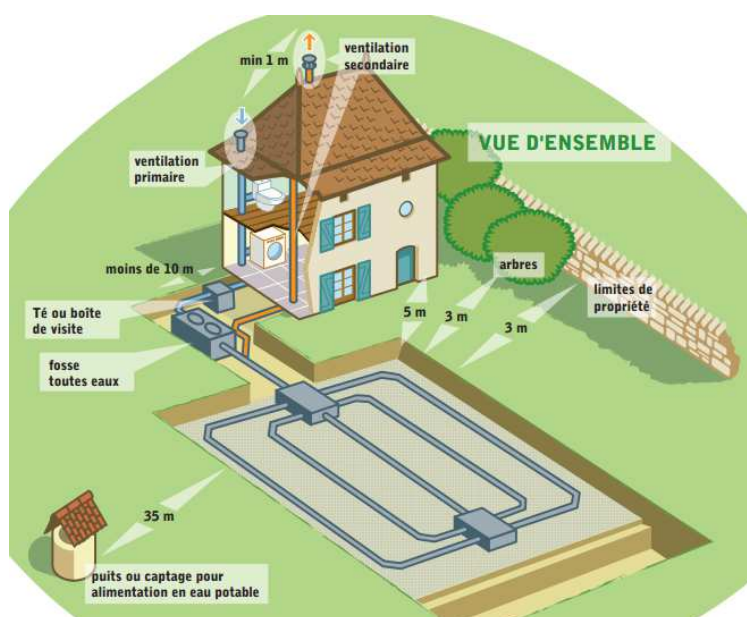 min 1 m
ventilation
secondaire
VUE D'ENSEMBLE
ventilation
primaire
moins de 10 m
arbres
Té ou boîte
de visite
5 m
3 m
3 m
limites de
propriété
fosse
toutes eaux
35 m
puits ou captage pour
alimentation en eau potable